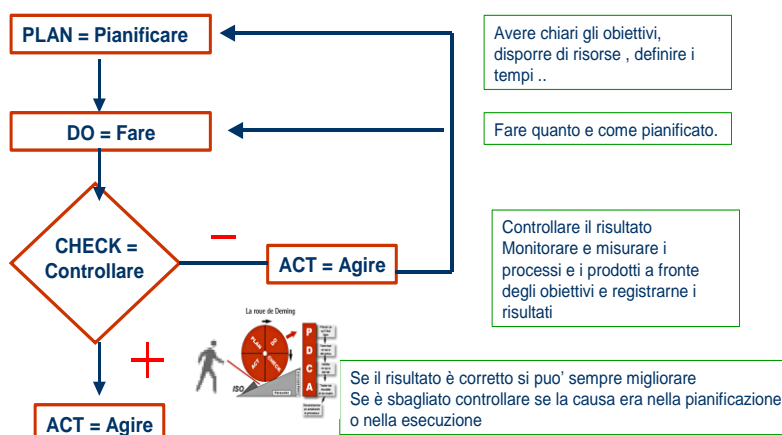 PLAN = Pianificare
Avere chiari gli obiettivi,
disporre di risorse , definire i
tempi ..
DO = Fare
Fare quanto e come pianificato.
CHECK =
Controllare
ACT = Agire
Controllare il risultato
Monitorare e misurare i
processi e i prodotti a fronte
degli obiettivi e registrarne i
risultati
La roue de Deming
PLAN
DO
CHECK
ACT
ISO
P
D
C
A
Se il risultato è corretto si puo' sempre migliorare
Se è sbagliato controllare se la causa era nella pianificazione
o nella esecuzione
ACT = Agire